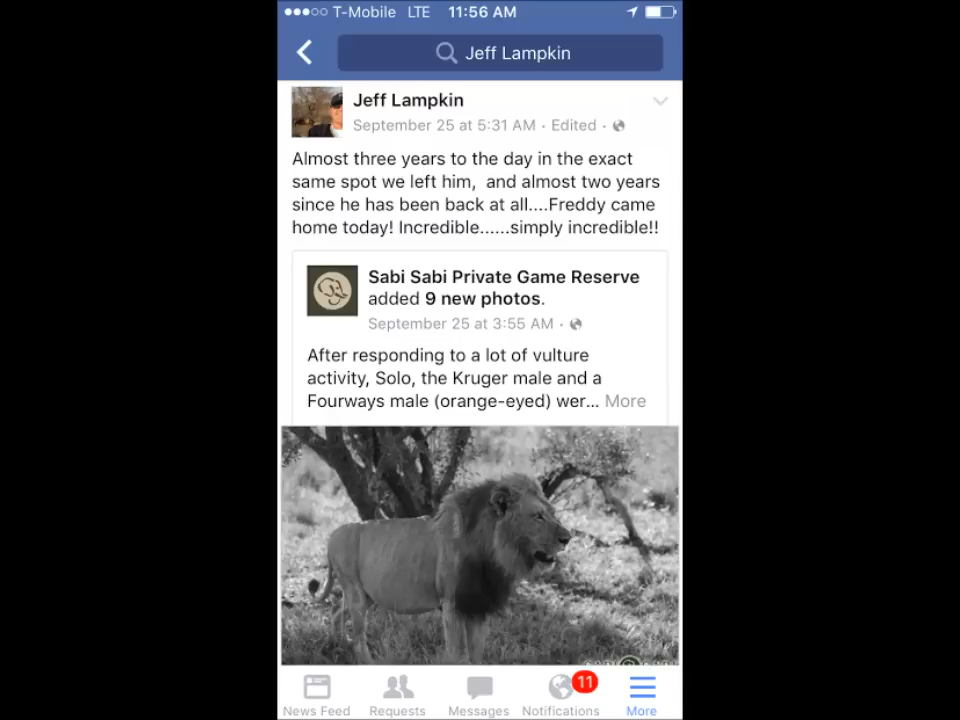 T-Mobile LTE 11:56 AM
Jeff Lampkin
Jeff Lampkin
September 25 at 5:31 AM · Edited ·
Almost three years to the day in the exact
same spot we left him, and almost two years
since he has been back at all....Freddy came
home today! Incredible......simply incredible!!
Sabi Sabi Private Game Reserve
added 9 new photos.
September 25 at 3:55 AM ·
After responding to a lot of vulture
activity, Solo, the Kruger male and a
Fourways male (orange-eyed) wer... More
11
News Feed Requests Messages Notifications More